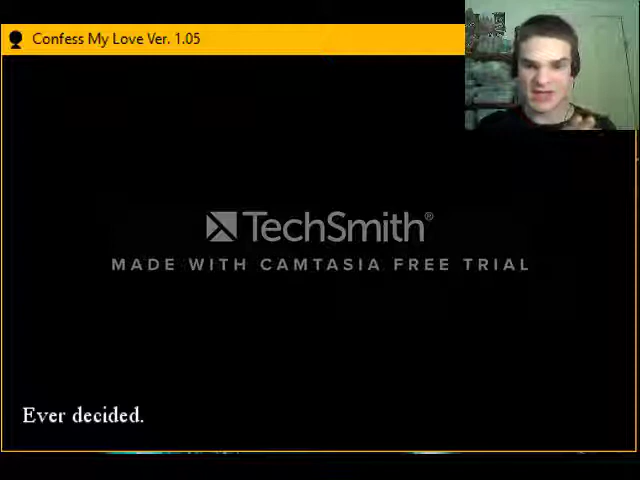 Confess My Love Ver. 1.05
TechSmith®
MADE WITH CAMTASIA FREE TRIAL
Ever decided.